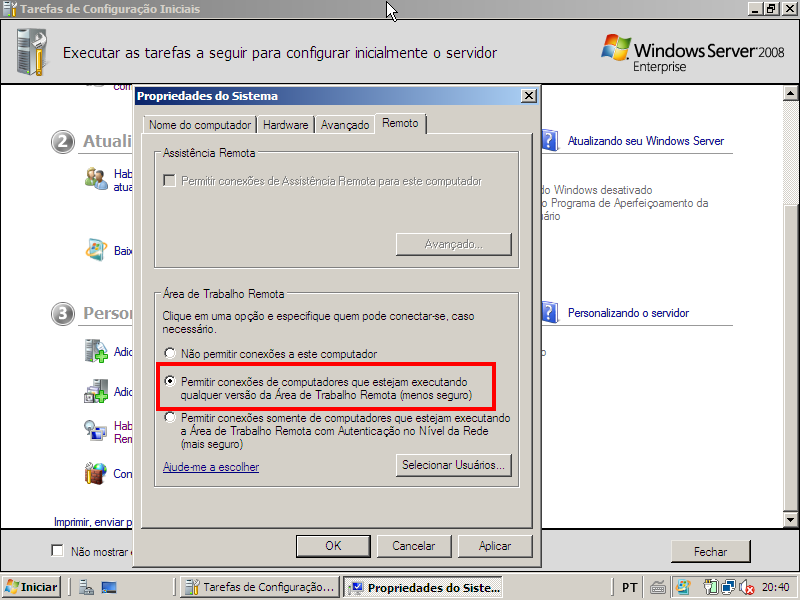 Tarefas de Configuração Iniciais
Executar as tarefas a seguir para configurar inicialmente o servidor
Windows Server 2008
Enterprise
com
2 Atuali
Atualizando seu Windows Server
Hab
atua
do Windows desativado
o Programa de Aperfeiçoamento da
uário
Baix
3 Person
Personalizando o servidor
Adic
Adic
Hab
Rem
Con
Imprimir, enviar p
Não mostrar
Fechar
Propriedades do Sistema
Nome do computador
Hardware
Avançado
Remoto
Assistência Remota
Permitir conexões de Assistência Remota para este computador
Avançado...
Área de Trabalho Remota
Clique em uma opção e especifique quem pode conectar-se, caso
necessário.
Não permitir conexões a este computador
Permitir conexões de computadores que estejam executando
qualquer versão da Área de Trabalho Remota (menos seguro)
Permitir conexões somente de computadores que estejam executando
a Área de Trabalho Remota com Autenticação no Nível da Rede
(mais seguro)
Ajude-me a escolher
Selecionar Usuários...
OK
Cancelar
Aplicar
Iniciar
Tarefas de Configuração...
Propriedades do Siste...
PT
20:40